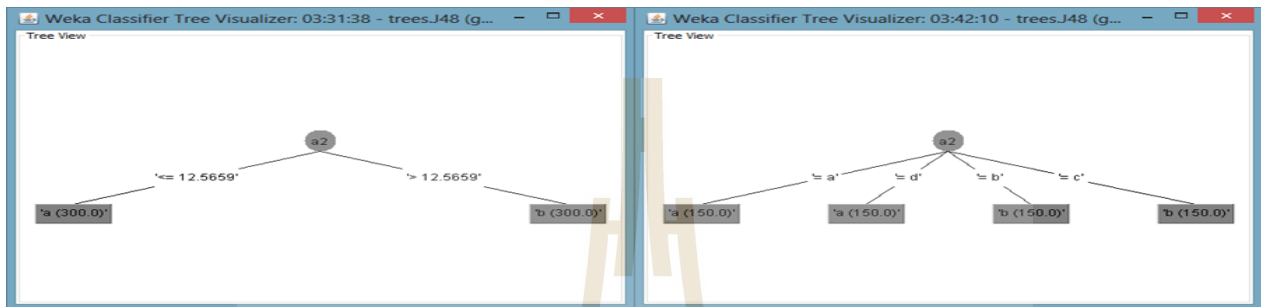 Weka Classifier Tree Visualizer: 03:31:38 - trees.J48 (g...
Tree View
a2
'<= 12.5659'
'> 12.5659'
'a (300.0)'
'b (300.0)'
Weka Classifier Tree Visualizer: 03:42:10 - trees.J48 (g...
Tree View
a2
'= a'
'= d'
'= b'
'= c'
'a (150.0)'
'a (150.0)'
'b (150.0)'
'b (150.0)'